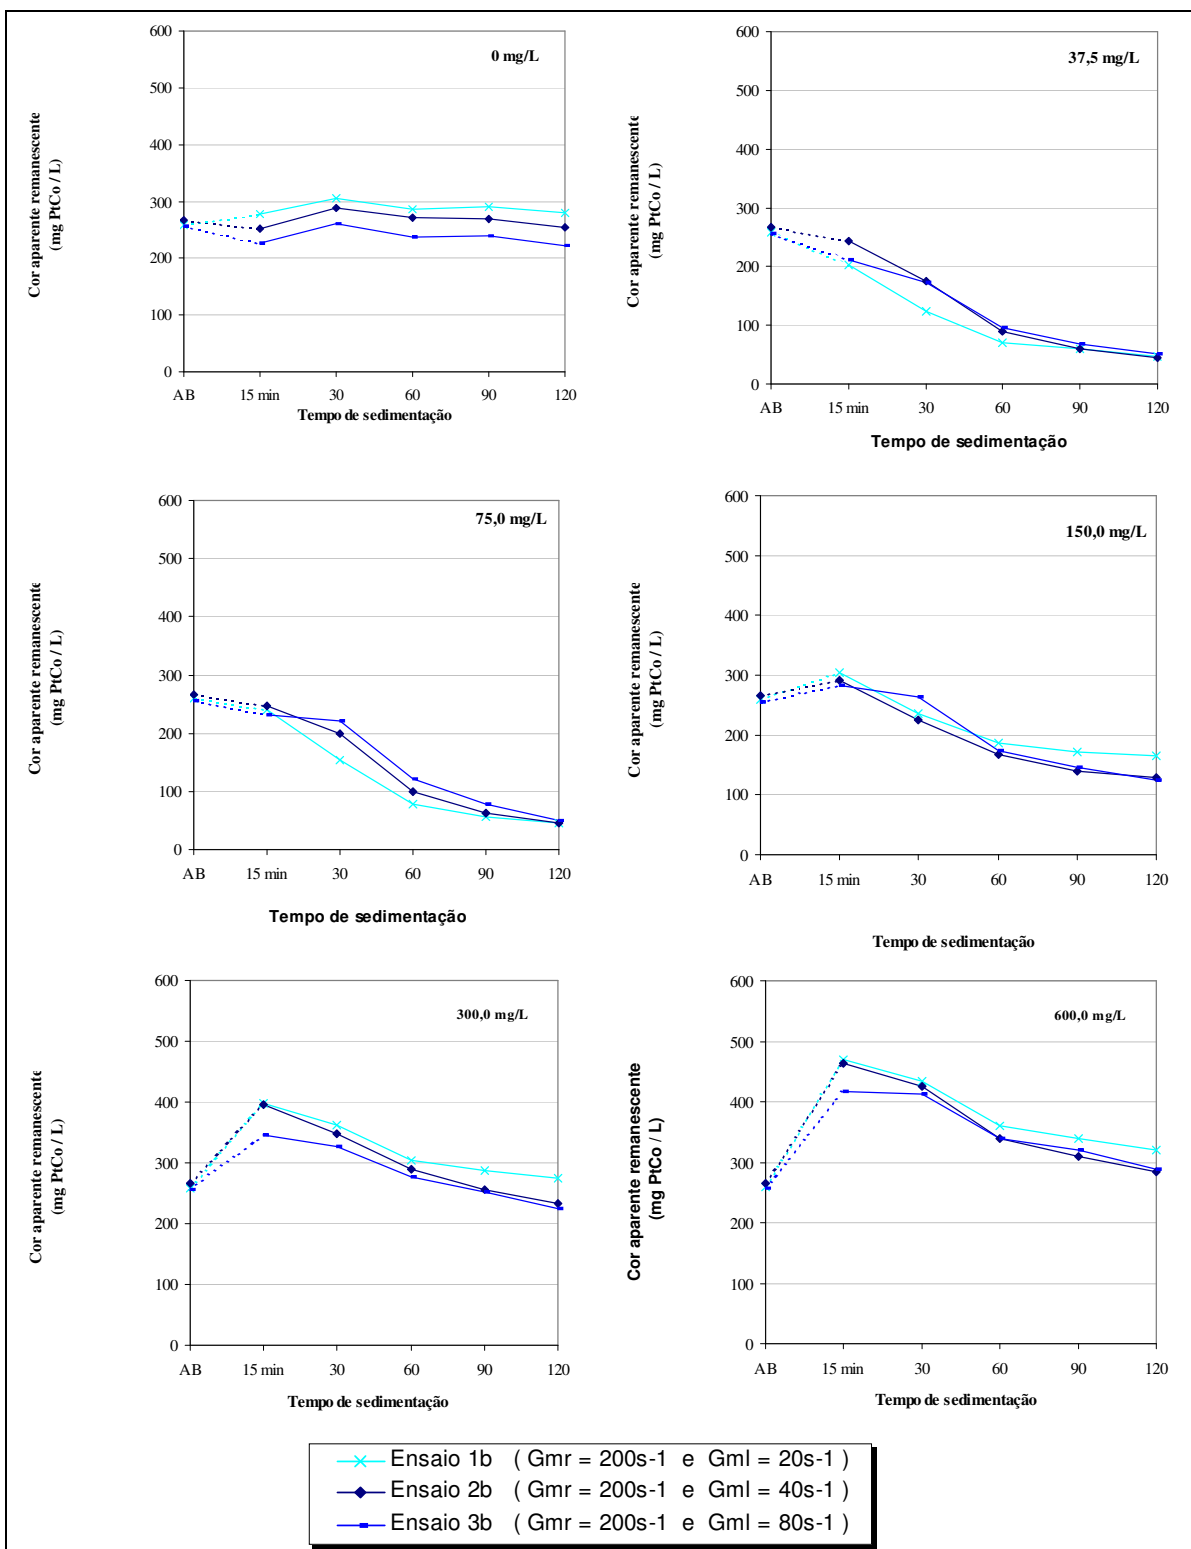 0 mg/L
Cor aparente remanescente
(mg PtCo / L)
600
500
400
300
200
100
0
AB 15 min 30 60 90 120
Tempo de sedimentação
37,5 mg/L
Cor aparente remanescente
(mg PtCo / L)
600
500
400
300
200
100
0
AB 15 min 30 60 90 120
Tempo de sedimentação
75,0 mg/L
Cor aparente remanescente
(mg PtCo / L)
600
500
400
300
200
100
0
AB 15 min 30 60 90 120
Tempo de sedimentação
150,0 mg/L
Cor aparente remanescente
(mg PtCo / L)
600
500
400
300
200
100
0
AB 15 min 30 60 90 120
Tempo de sedimentação
300,0 mg/L
Cor aparente remanescente
(mg PtCo / L)
600
500
400
300
200
100
0
AB 15 min 30 60 90 120
Tempo de sedimentação
600,0 mg/L
Cor aparente remanescente
(mg PtCo / L)
600
500
400
300
200
100
0
AB 15 min 30 60 90 120
Tempo de sedimentação
Ensaio 1b ( Gmr = 200s-1 e Gml = 20s-1 )
Ensaio 2b ( Gmr = 200s-1 e Gml = 40s-1 )
Ensaio 3b ( Gmr = 200s-1 e Gml = 80s-1 )